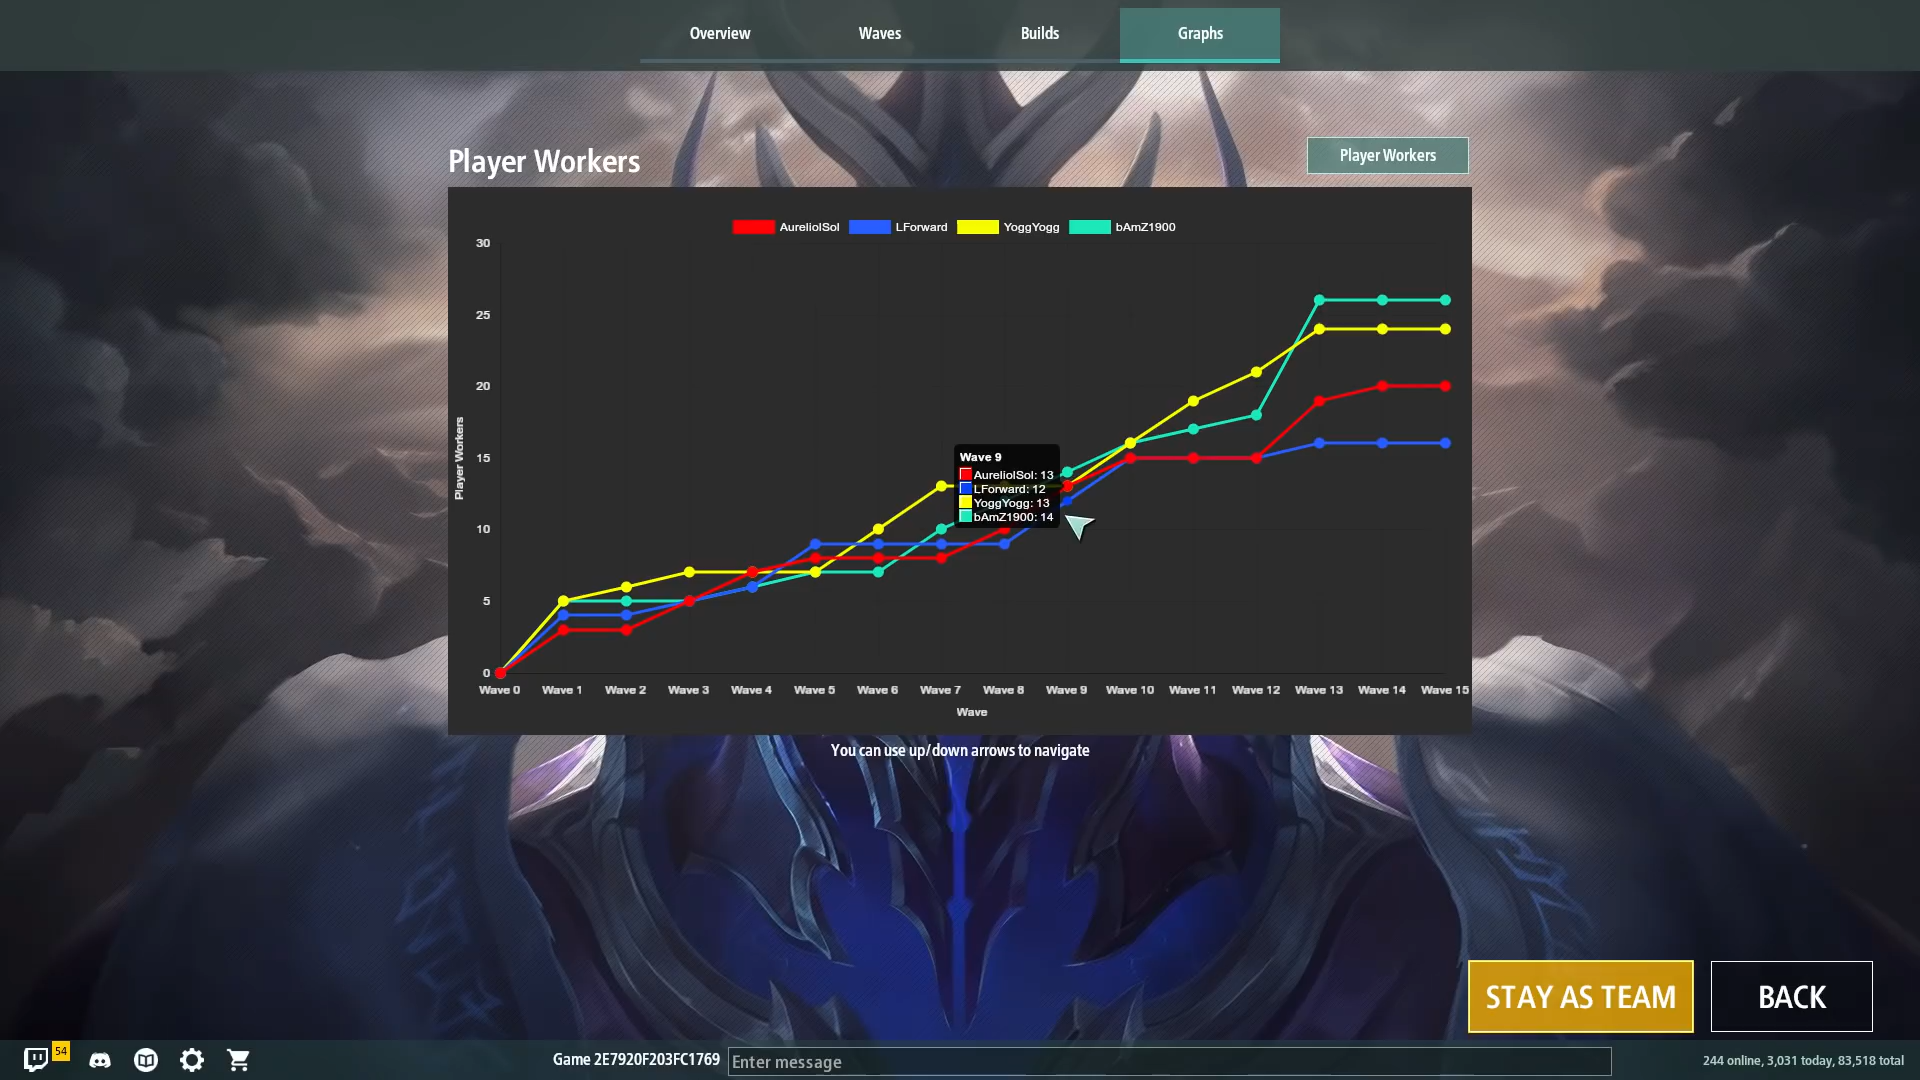 Overview Waves Builds Graphs
Player Workers
Player Workers
AureliolSol LForward YoggYogg bAmZ1900
30
25
20
15
10
5
0
Player Workers
Wave 9
AureliolSol: 13
LForward: 12
YoggYogg: 13
bAmZ1900: 14
Wave 0 Wave 1 Wave 2 Wave 3 Wave 4 Wave 5 Wave 6 Wave 7 Wave 8 Wave 9 Wave 10 Wave 11 Wave 12 Wave 13 Wave 14 Wave 15
Wave
You can use up/down arrows to navigate
STAY AS TEAM BACK
54
Game 2E7920F203FC1769 Enter message
244 online, 3,031 today, 83,518 total